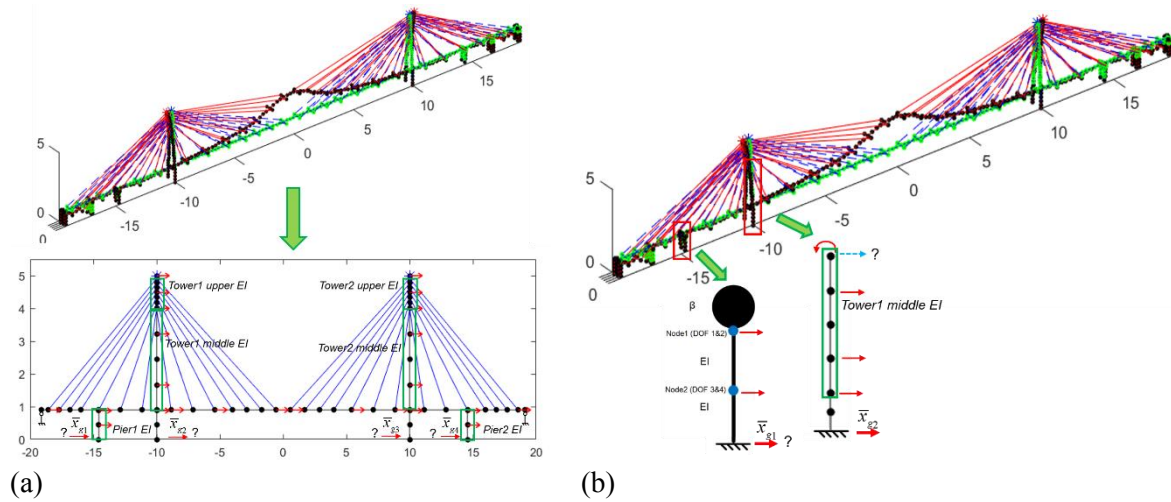 5
0
0
-15
-10
-5
0
5
10
15
5
4
3
2
1
0
Tower1 upper EI
Tower2 upper EI
Tower1 middle EI
Tower2 middle EI
x̄g1
x̄g2
x̄g3
x̄g4
? Pier1 EI
? ? ? Pier2 EI
-20 -15 -10 -5 0 5 10 15 20
(a)
5
0
0
-15
-10
-5
0
5
10
15
β
Node1 (DOF 1&2)
EI
Node2 (DOF 3&4)
EI
x̄g1 ?
?
Tower1 middle EI
x̄g2
(b)